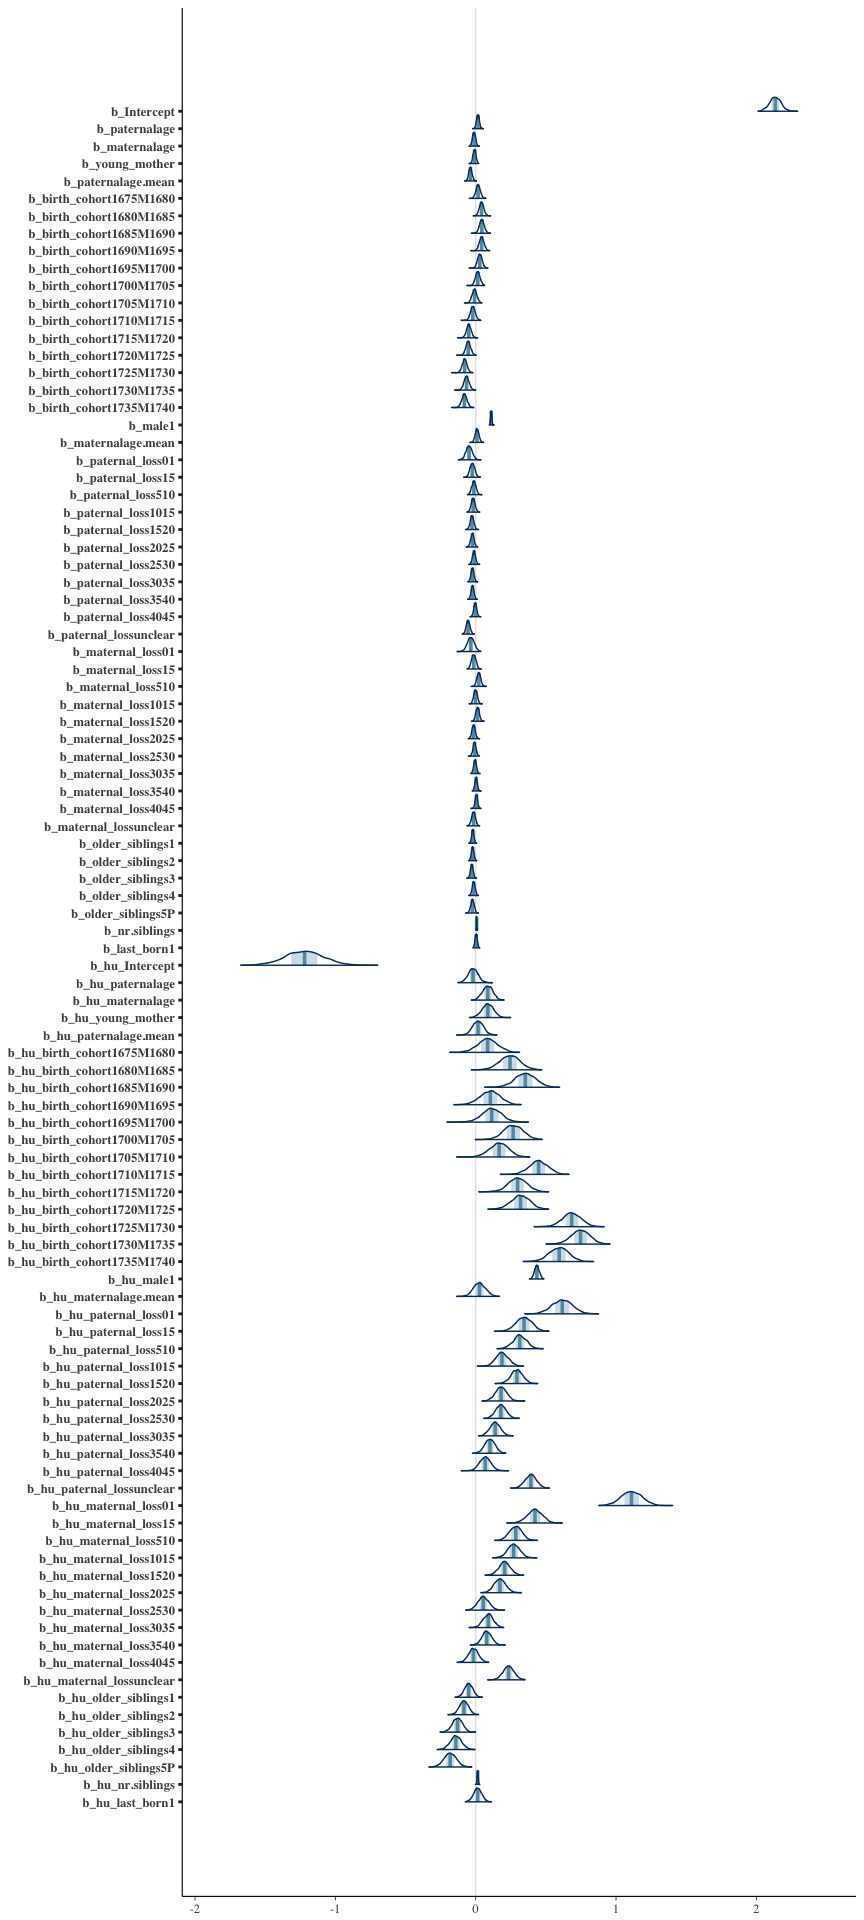 b_Intercept
b_paternalage
b_maternalage
b_young_mother
b_paternalage.mean
b_birth_cohort1675M1680
b_birth_cohort1680M1685
b_birth_cohort1685M1690
b_birth_cohort1690M1695
b_birth_cohort1695M1700
b_birth_cohort1700M1705
b_birth_cohort1705M1710
b_birth_cohort1710M1715
b_birth_cohort1715M1720
b_birth_cohort1720M1725
b_birth_cohort1725M1730
b_birth_cohort1730M1735
b_birth_cohort1735M1740
b_male1
b_maternalage.mean
b_paternal_loss01
b_paternal_loss15
b_paternal_loss510
b_paternal_loss1015
b_paternal_loss1520
b_paternal_loss2025
b_paternal_loss2530
b_paternal_loss3035
b_paternal_loss3540
b_paternal_loss4045
b_paternal_lossunclear
b_maternal_loss01
b_maternal_loss15
b_maternal_loss510
b_maternal_loss1015
b_maternal_loss1520
b_maternal_loss2025
b_maternal_loss2530
b_maternal_loss3035
b_maternal_loss3540
b_maternal_loss4045
b_maternal_lossunclear
b_older_siblings1
b_older_siblings2
b_older_siblings3
b_older_siblings4
b_older_siblings5P
b_nr.siblings
b_last_born1
b_hu_Intercept
b_hu_paternalage
b_hu_maternalage
b_hu_young_mother
b_hu_paternalage.mean
b_hu_birth_cohort1675M1680
b_hu_birth_cohort1680M1685
b_hu_birth_cohort1685M1690
b_hu_birth_cohort1690M1695
b_hu_birth_cohort1695M1700
b_hu_birth_cohort1700M1705
b_hu_birth_cohort1705M1710
b_hu_birth_cohort1710M1715
b_hu_birth_cohort1715M1720
b_hu_birth_cohort1720M1725
b_hu_birth_cohort1725M1730
b_hu_birth_cohort1730M1735
b_hu_birth_cohort1735M1740
b_hu_male1
b_hu_maternalage.mean
b_hu_paternal_loss01
b_hu_paternal_loss15
b_hu_paternal_loss510
b_hu_paternal_loss1015
b_hu_paternal_loss1520
b_hu_paternal_loss2025
b_hu_paternal_loss2530
b_hu_paternal_loss3035
b_hu_paternal_loss3540
b_hu_paternal_loss4045
b_hu_paternal_lossunclear
b_hu_maternal_loss01
b_hu_maternal_loss15
b_hu_maternal_loss510
b_hu_maternal_loss1015
b_hu_maternal_loss1520
b_hu_maternal_loss2025
b_hu_maternal_loss2530
b_hu_maternal_loss3035
b_hu_maternal_loss3540
b_hu_maternal_loss4045
b_hu_maternal_lossunclear
b_hu_older_siblings1
b_hu_older_siblings2
b_hu_older_siblings3
b_hu_older_siblings4
b_hu_older_siblings5P
b_hu_nr.siblings
b_hu_last_born1
-2 -1 0 1 2